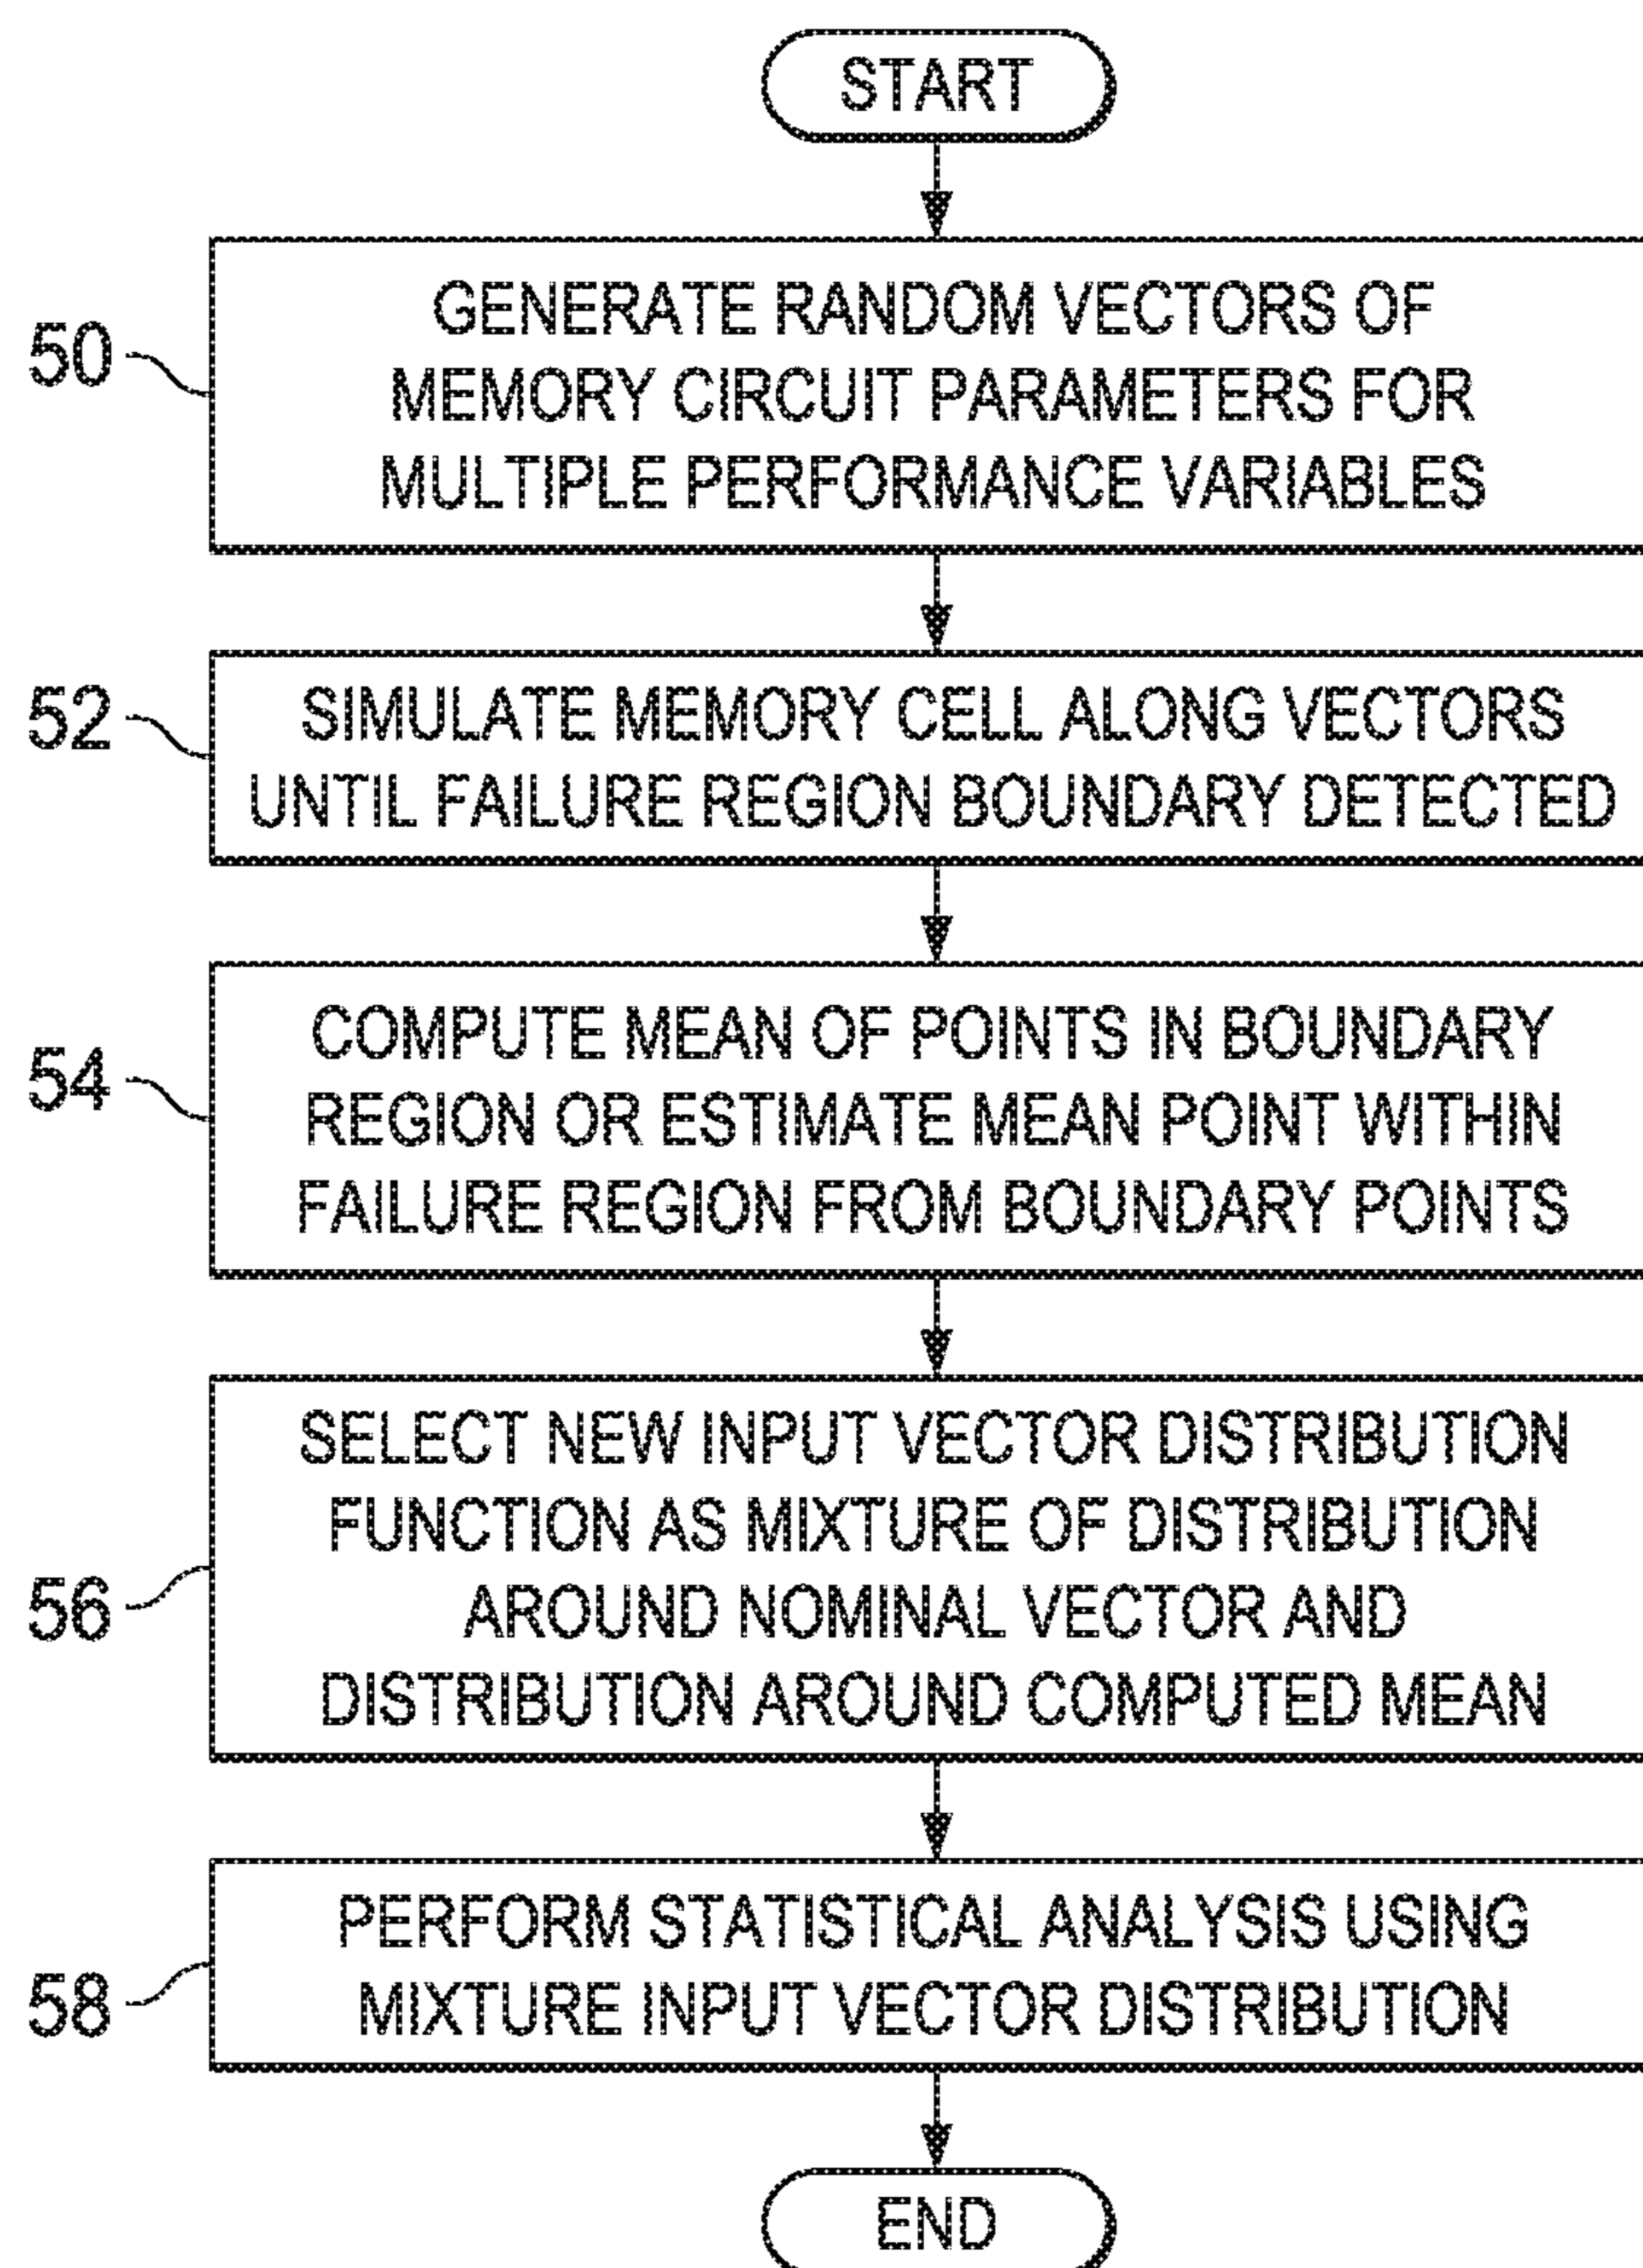 START
50
GENERATE RANDOM VECTORS OF
MEMORY CIRCUIT PARAMETERS FOR
MULTIPLE PERFORMANCE VARIABLES
52
SIMULATE MEMORY CELL ALONG VECTORS
UNTIL FAILURE REGION BOUNDARY DETECTED
54
COMPUTE MEAN OF POINTS IN BOUNDARY
REGION OR ESTIMATE MEAN POINT WITHIN
FAILURE REGION FROM BOUNDARY POINTS
56
SELECT NEW INPUT VECTOR DISTRIBUTION
FUNCTION AS MIXTURE OF DISTRIBUTION
AROUND NOMINAL VECTOR AND
DISTRIBUTION AROUND COMPUTED MEAN
58
PERFORM STATISTICAL ANALYSIS USING
MIXTURE INPUT VECTOR DISTRIBUTION
END